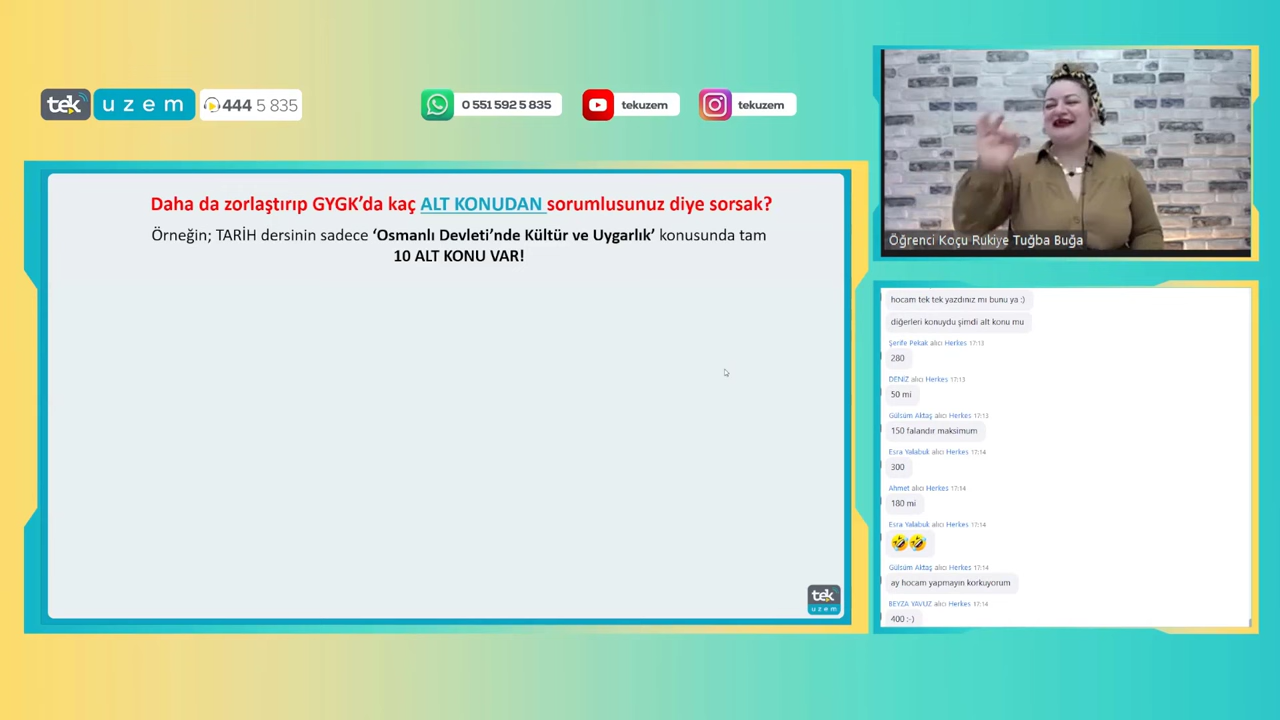 tek uzem 444 5 835
0 551 592 5 835
tekuzem
tekuzem
Daha da zorlaştırıp GYGK'da kaç ALT KONUDAN sorumlusunuz diye sorsak?
Örneğin; TARİH dersinin sadece 'Osmanlı Devleti'nde Kültür ve Uygarlık' konusunda tam
10 ALT KONU VAR!
tek
uzem
Öğrenci Koçu Rukiye Tuğba Buğa
hocam tek tek yazdınız mı bunu ya :)
diğerleri konuydu şimdi alt konu mu
Şerife Pekak alıcı Herkes 17:13
280
DENIZ alıcı Herkes 17:13
50 mi
Gülsüm Aktaş alıcı Herkes 17:13
150 falandır maksimum
Esra Yalabuk alıcı Herkes 17:14
300
Ahmet alıcı Herkes 17:14
180 mi
Esra Yalabuk alıcı Herkes 17:14
🤣🤣
Gülsüm Aktaş alıcı Herkes 17:14
ay hocam yapmayin korkuyorum
BEYZA YAVUZ alıcı Herkes 17:14
400 :-)